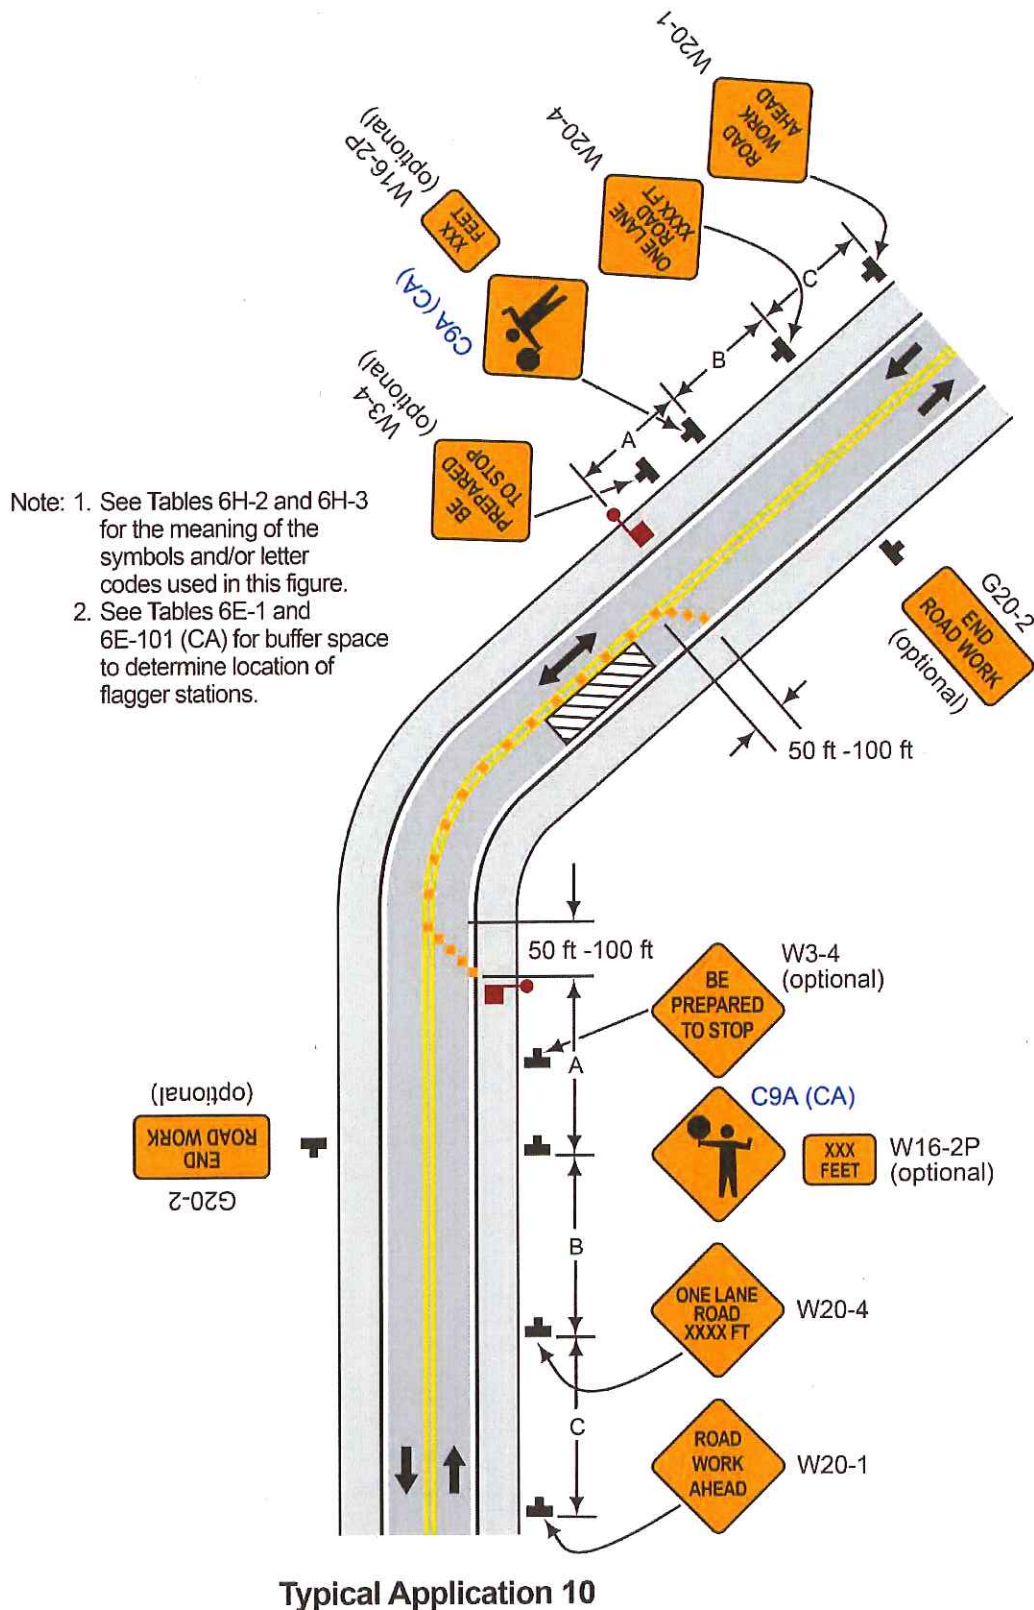 W20-1
ROAD
WORK
AHEAD
W20-4
ONE LANE
ROAD
XXXX FT
W16-2P
(optional)
XXX
FEET
C9A (CA)
W3-4
(optional)
BE
PREPARED
TO STOP
C
B
A
Note: 1. See Tables 6H-2 and 6H-3
for the meaning of the
symbols and/or letter
codes used in this figure.
2. See Tables 6E-1 and
6E-101 (CA) for buffer space
to determine location of
flagger stations.
G20-2
END
ROAD WORK
(optional)
50 ft -100 ft
50 ft -100 ft
W3-4
(optional)
BE
PREPARED
TO STOP
A
C9A (CA)
XXX
FEET
W16-2P
(optional)
G20-2
END
ROAD WORK
(optional)
B
ONE LANE
ROAD
XXXX FT
W20-4
C
ROAD
WORK
AHEAD
W20-1
Typical Application 10